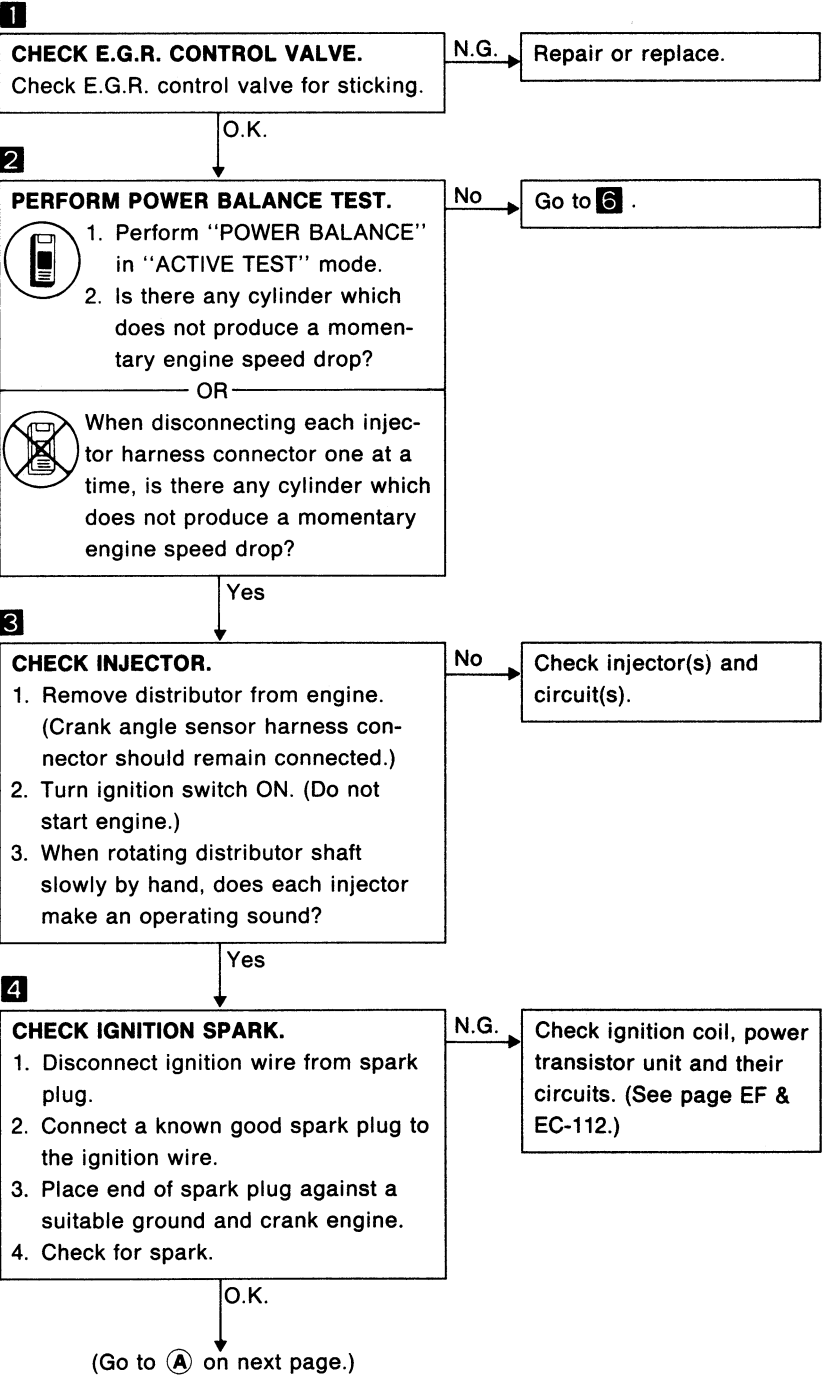 1
CHECK E.G.R. CONTROL VALVE.
Check E.G.R. control valve for sticking.
N.G.
Repair or replace.
O.K.
2
PERFORM POWER BALANCE TEST.
1. Perform ‘‘POWER BALANCE’’
in ‘‘ACTIVE TEST’’ mode.
2. Is there any cylinder which
does not produce a momen-
tary engine speed drop?
OR
When disconnecting each injec-
tor harness connector one at a
time, is there any cylinder which
does not produce a momentary
engine speed drop?
No
Go to 6 .
Yes
3
CHECK INJECTOR.
1. Remove distributor from engine.
(Crank angle sensor harness con-
nector should remain connected.)
2. Turn ignition switch ON. (Do not
start engine.)
3. When rotating distributor shaft
slowly by hand, does each injector
make an operating sound?
No
Check injector(s) and
circuit(s).
Yes
4
CHECK IGNITION SPARK.
1. Disconnect ignition wire from spark
plug.
2. Connect a known good spark plug to
the ignition wire.
3. Place end of spark plug against a
suitable ground and crank engine.
4. Check for spark.
N.G.
Check ignition coil, power
transistor unit and their
circuits. (See page EF &
EC-112.)
O.K.
(Go to Ⓐ on next page.)